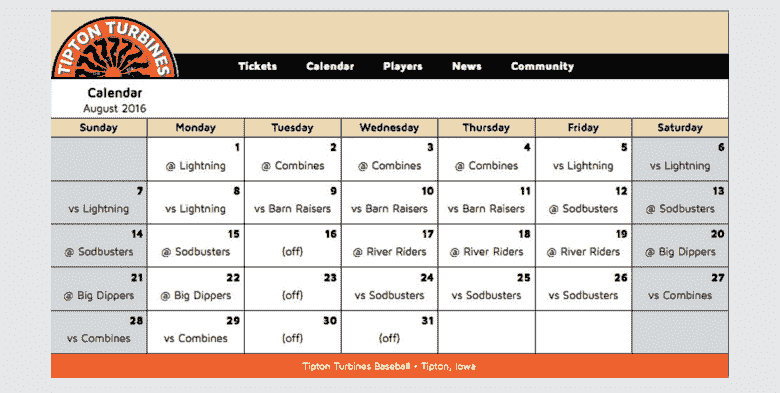 TIPTON TURBINES
Tickets Calendar Players News Community
Calendar
August 2016
Sunday Monday Tuesday Wednesday Thursday Friday Saturday
1 2 3 4 5 6
@ Lightning @ Combines @ Combines @ Combines vs Lightning vs Lightning
7 8 9 10 11 12 13
vs Lightning vs Lightning vs Barn Raisers vs Barn Raisers vs Barn Raisers @ Sodbusters @ Sodbusters
14 15 16 17 18 19 20
@ Sodbusters @ Sodbusters (off) @ River Riders @ River Riders @ River Riders @ Big Dippers
21 22 23 24 25 26 27
@ Big Dippers @ Big Dippers (off) vs Sodbusters vs Sodbusters vs Sodbusters vs Combines
28 29 30 31
vs Combines vs Combines (off) (off)
Tipton Turbines Baseball • Tipton, Iowa